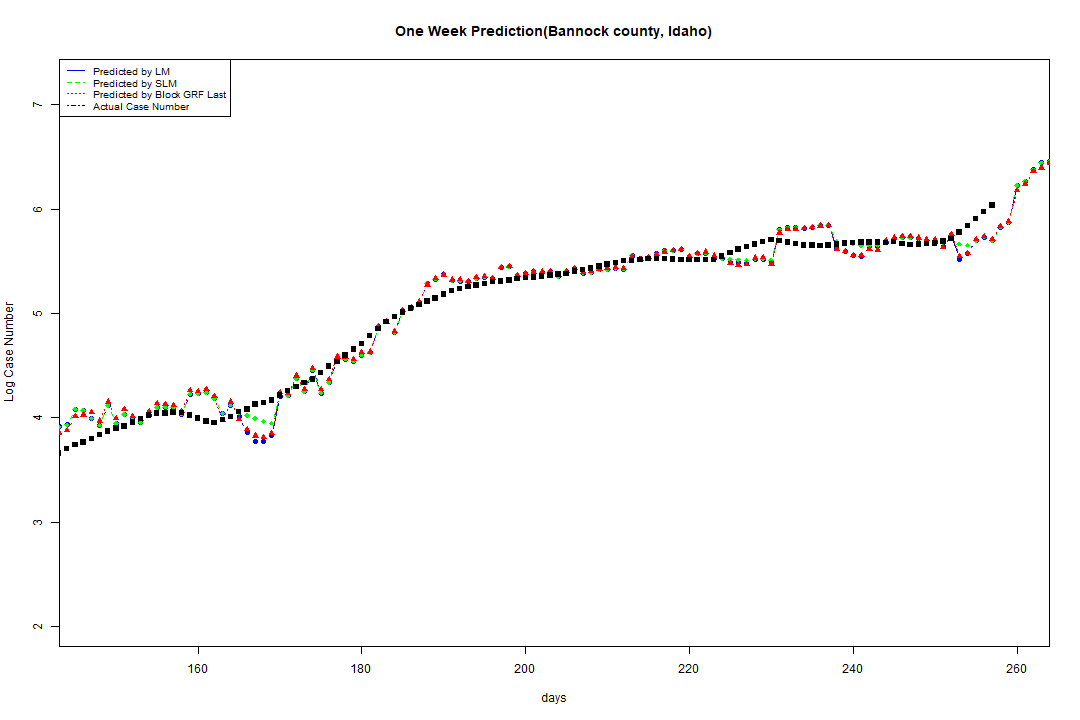 One Week Prediction(Bannock county, Idaho)
Predicted by LM
Predicted by SLM
Predicted by Block GRF Last
Actual Case Number
7
6
5
4
3
2
Log Case Number
160 180 200 220 240 260
days